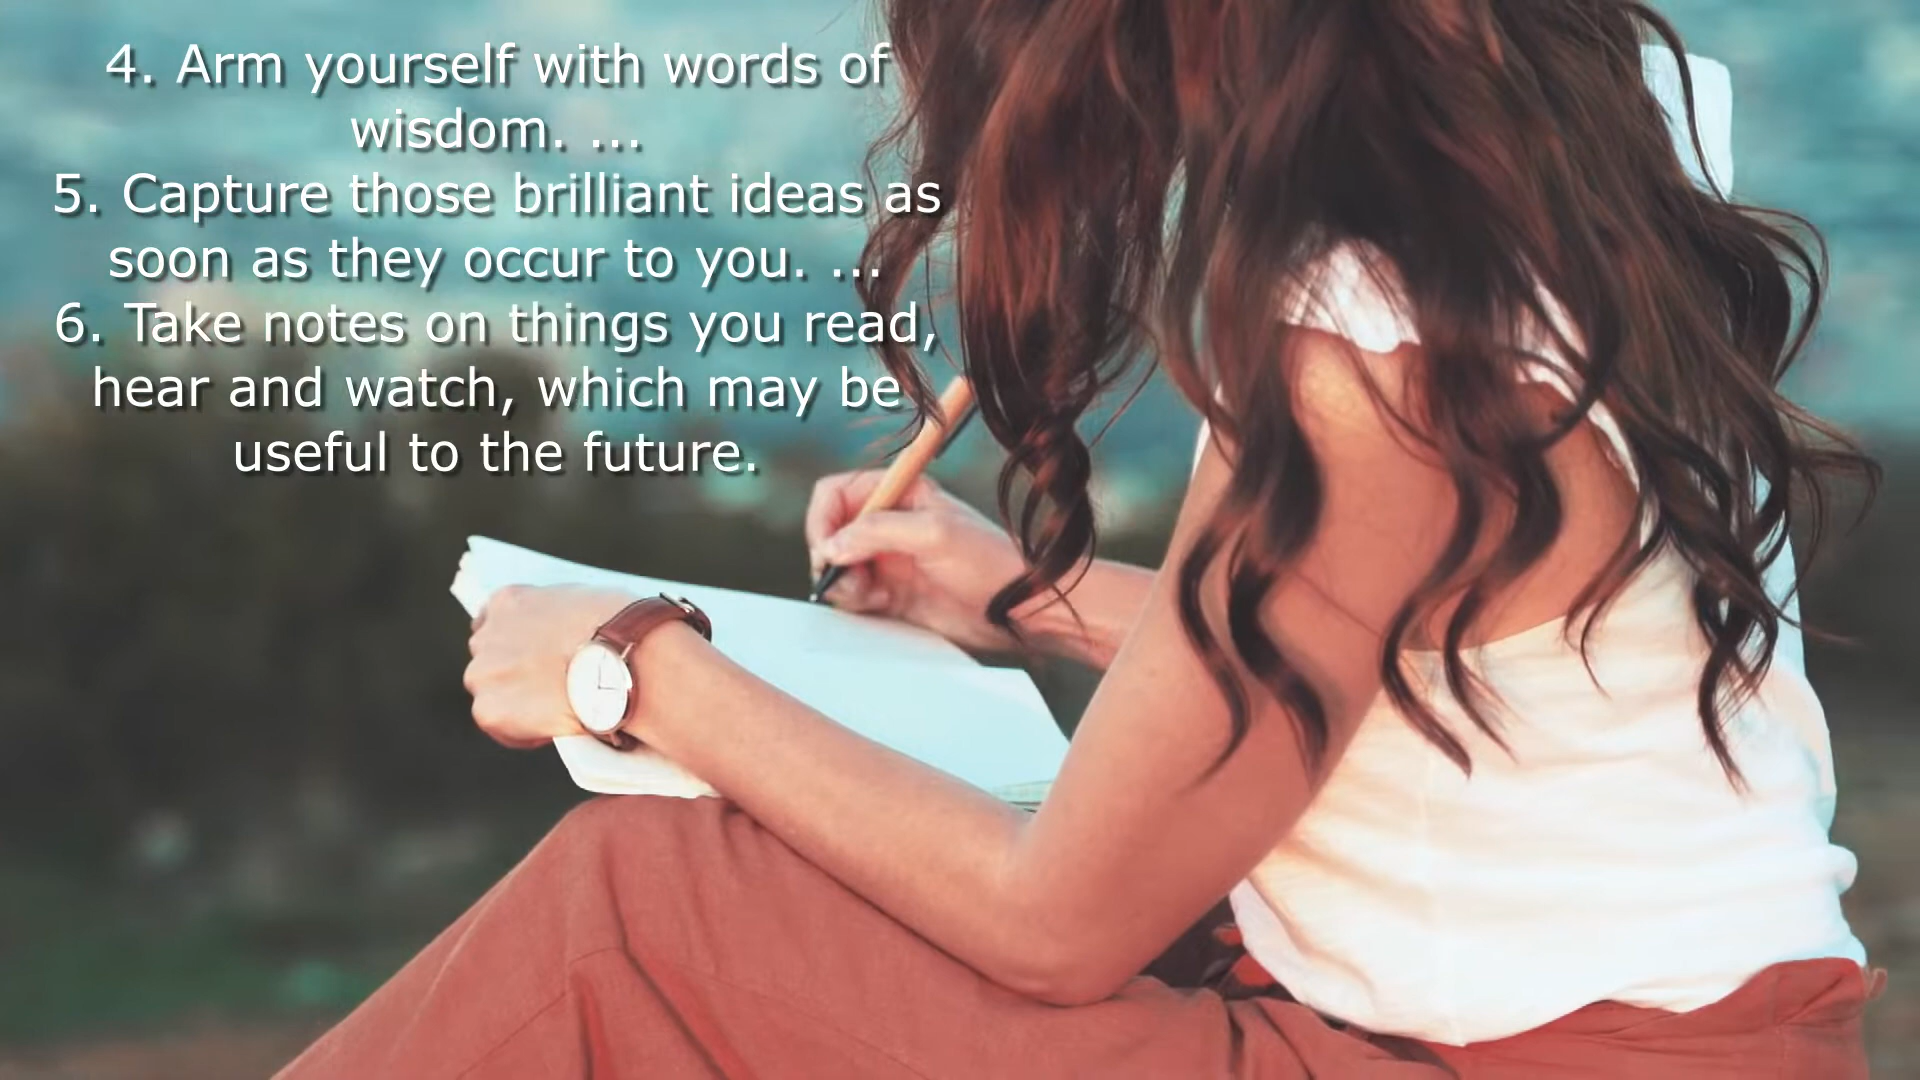 4. Arm yourself with words of
wisdom. ...
5. Capture those brilliant ideas as
soon as they occur to you. ...
6. Take notes on things you read,
hear and watch, which may be
useful to the future.